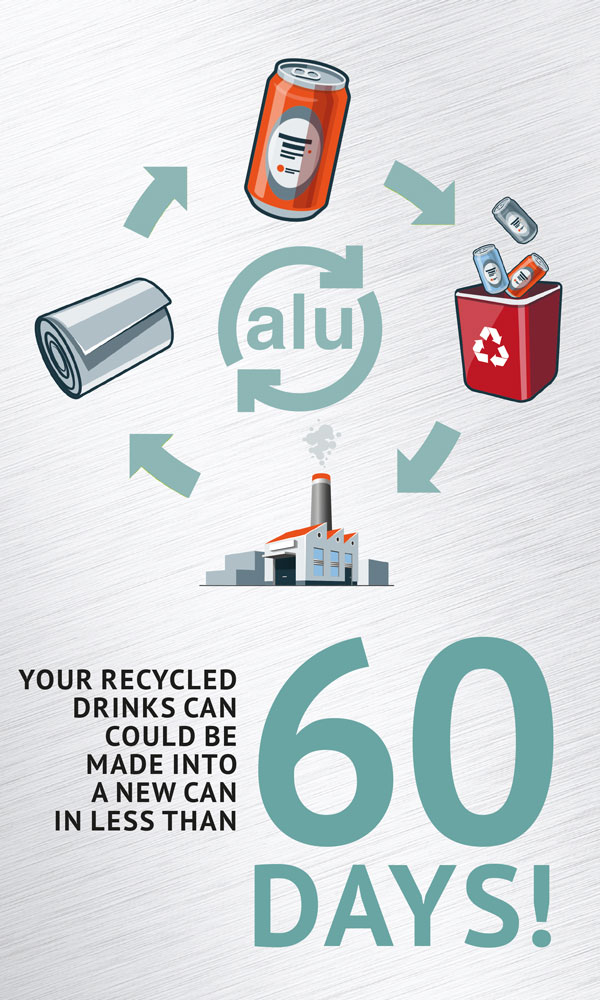 alu
YOUR RECYCLED
DRINKS CAN
COULD BE
MADE INTO
A NEW CAN
IN LESS THAN
60
DAYS!